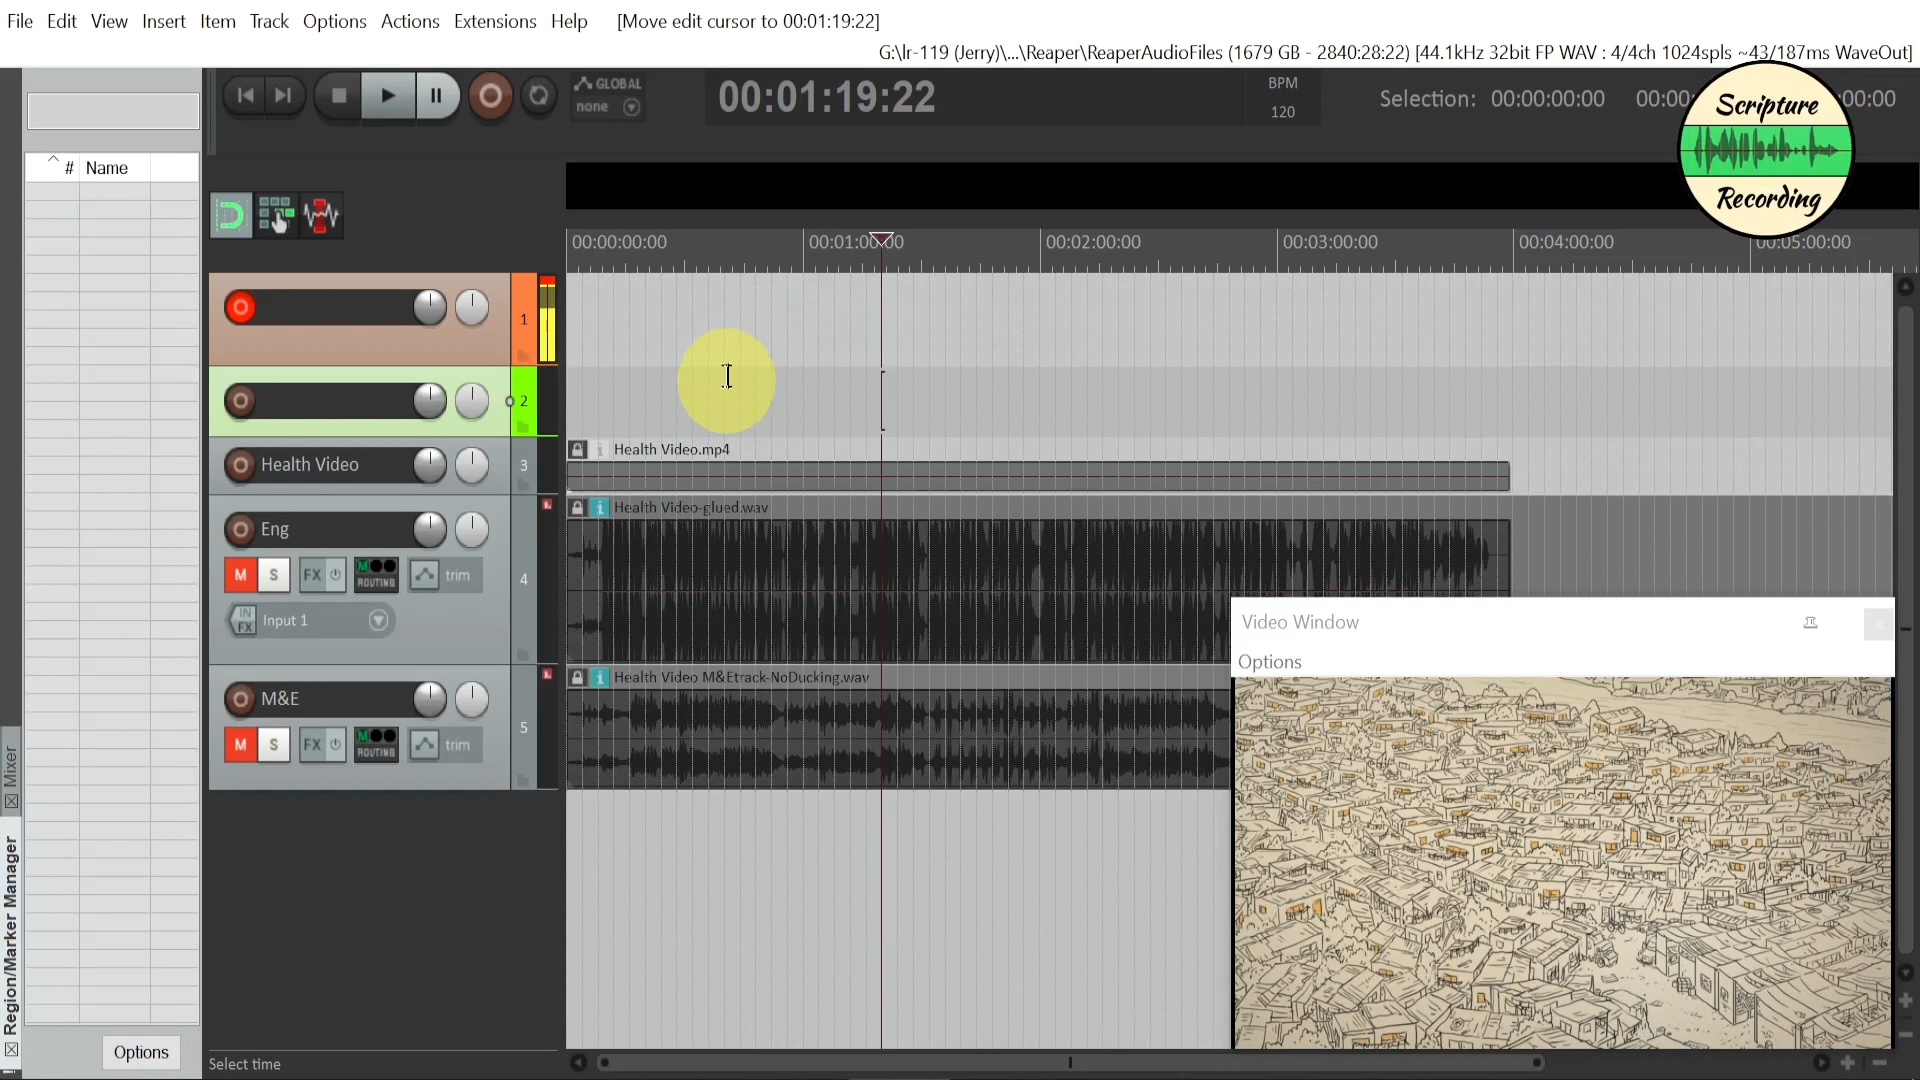 File Edit View Insert Item Track Options Actions Extensions Help [Move edit cursor to 00:01:19:22]
G:\lr-119 (Jerry)\...\Reaper\ReaperAudioFiles (1679 GB - 2840:28:22) [44.1kHz 32bit FP WAV : 4/4ch 1024spls ~43/187ms WaveOut]
GLOBAL
none
00:01:19:22
BPM
120
Selection: 00:00:00:00 00:00: 00:00
Scripture
Recording
# Name
00:00:00:00 00:01:00:00 00:02:00:00 00:03:00:00 00:04:00:00 00:05:00:00
1
2
Health Video.mp4
Health Video 3
Health Video-glued.wav
Eng
M S FX ROUTING trim
4
IN FX Input 1
Health Video M&Etrack-NoDucking.wav
M&E
M S FX ROUTING trim
5
Video Window
Options
Mixer
Region/Marker Manager
Options
Select time